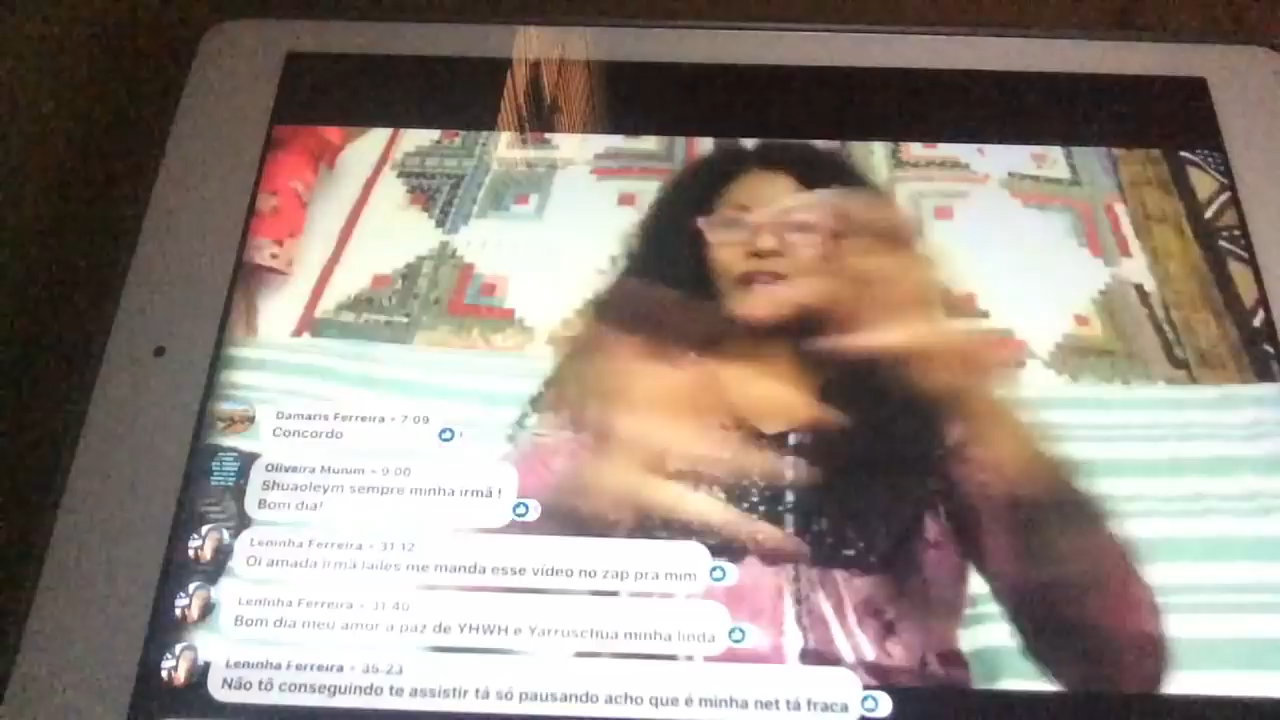 Damaris Ferreira • 7:09
Concordo
Oliveira Munim • 9:00
Shuaoleym sempre minha irmã !
Bom dia!
Leninha Ferreira • 31:12
Oi amada irmã me manda esse vídeo no zap pra mim
Leninha Ferreira • 31:40
Bom dia meu amor a paz de YHWH e Yarruschua minha linda
Leninha Ferreira • 35:23
Não tô conseguindo te assistir tá só pausando acho que é minha net tá fraca